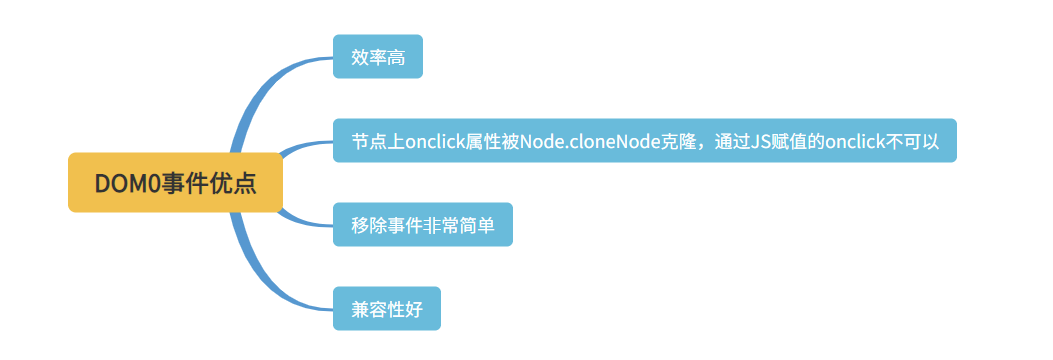 效率高
节点上onclick属性被Node.cloneNode克隆，通过JS赋值的onclick不可以
DOM0事件优点
移除事件非常简单
兼容性好